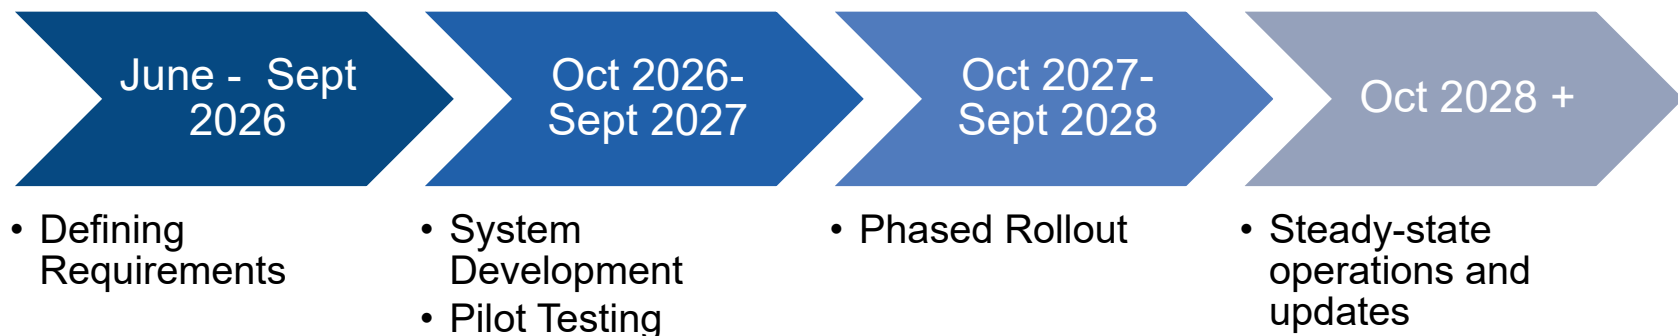 June -  Sept
2026
Oct 2026-
Sept 2027
Oct 2027-
Sept 2028
Oct 2028 +
• Defining
Requirements
• System
Development
• Pilot Testing
• Phased Rollout
• Steady-state
operations and
updates